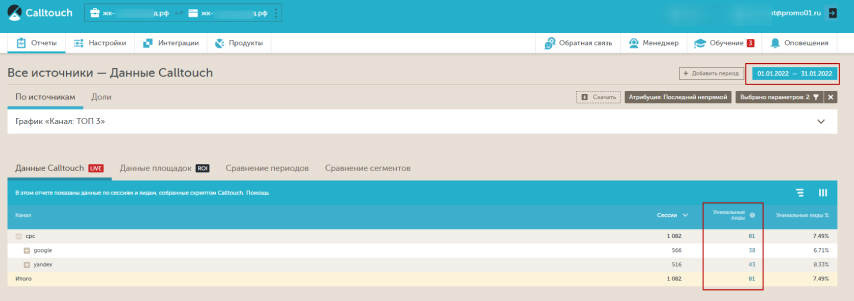 Calltouch жк- д.рф жк- .рф t@promo01.ru
Отчеты Настройки Интеграции Продукты Обратная связь Менеджер Обучение 3 Оповещения
Все источники — Данные Calltouch + Добавить период 01.01.2022 — 31.01.2022
По источникам Доли Скачать Атрибуция: Последний непрямой Выбрано параметров: 2
График «Канал: ТОП 3»
Данные Calltouch LIVE Данные площадок ROI Сравнение периодов Сравнение сегментов
В этом отчете показаны данные по сессиям и лидам, собранные скриптом Calltouch. Помощь
Канал Сессии Уникальные лиды Уникальные лиды %
cpc 1 082 81 7.49%
google 566 38 6.71%
yandex 516 43 8.33%
Итого 1 082 81 7.49%